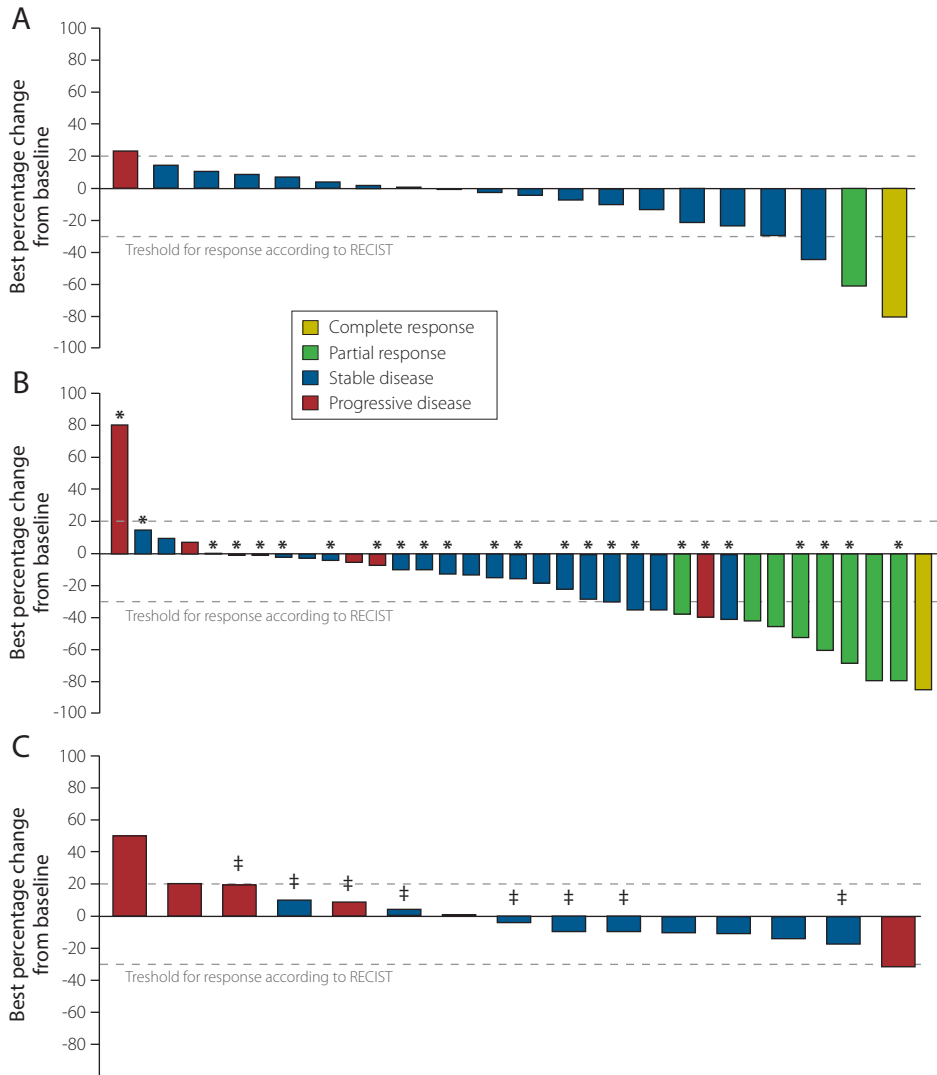 A
100
80
60
40
20
0
-20
-40
-60
-80
-100
Best percentage change
from baseline
Treshold for response according to RECIST
Complete response
Partial response
Stable disease
Progressive disease
B
100
80
60
40
20
0
-20
-40
-60
-80
-100
Best percentage change
from baseline
* * * * * * * * * * * * * * * * * * * * * * * *
Treshold for response according to RECIST
C
100
80
60
40
20
0
-20
-40
-60
-80
Best percentage change
from baseline
‡ ‡ ‡ ‡ ‡ ‡ ‡ ‡
Treshold for response according to RECIST